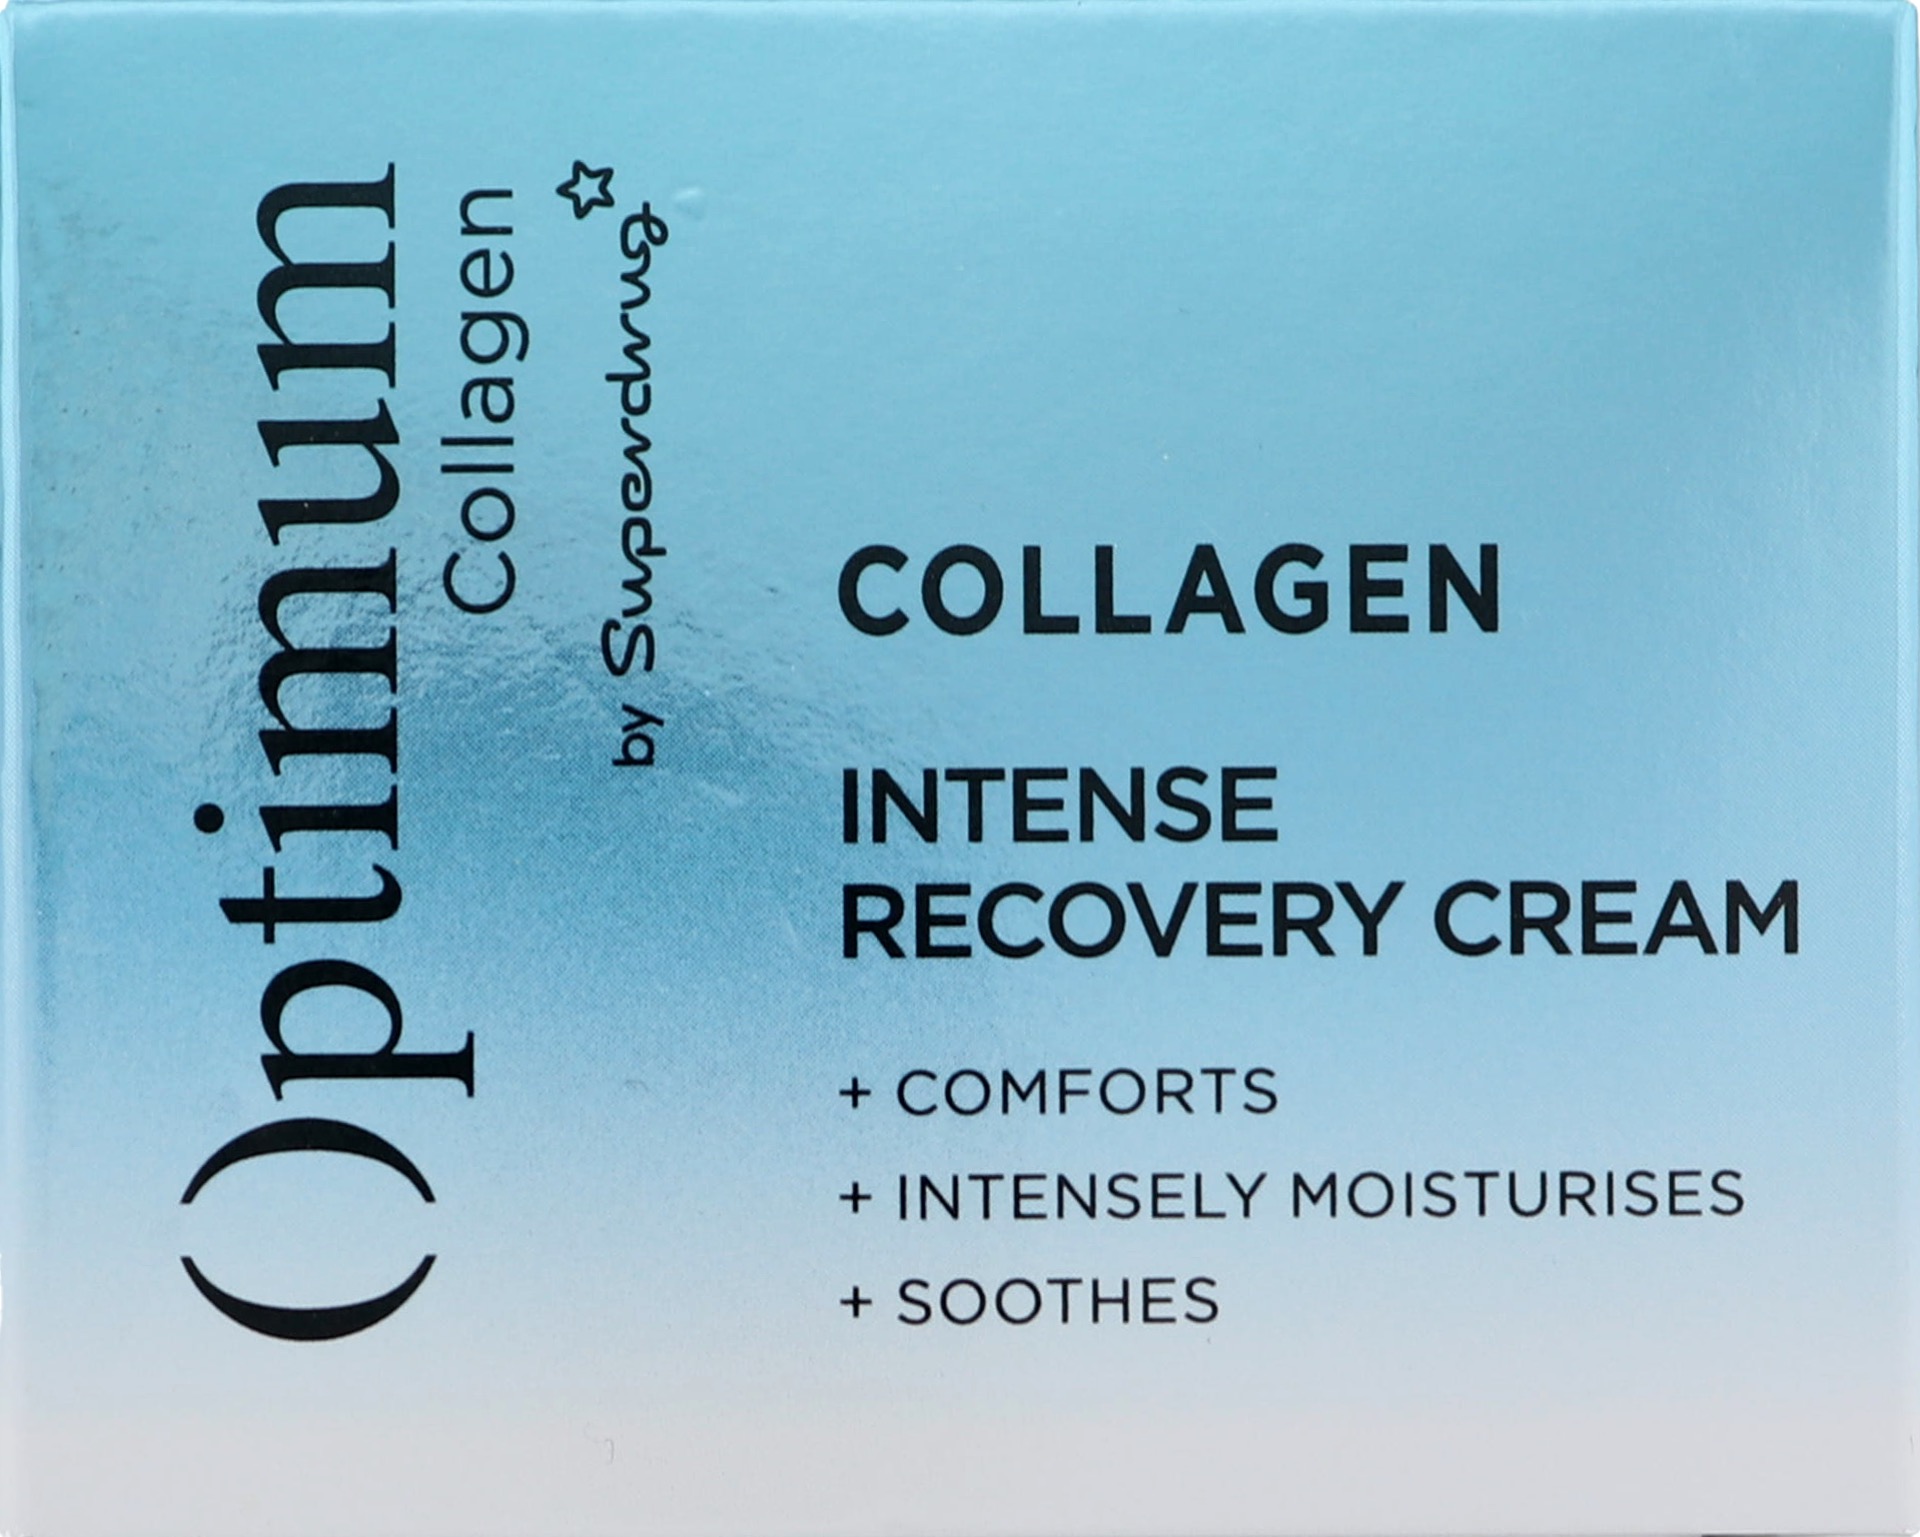 Optimum
Collagen
by Superdrug
COLLAGEN
INTENSE
RECOVERY CREAM
+ COMFORTS
+ INTENSELY MOISTURISES
+ SOOTHES